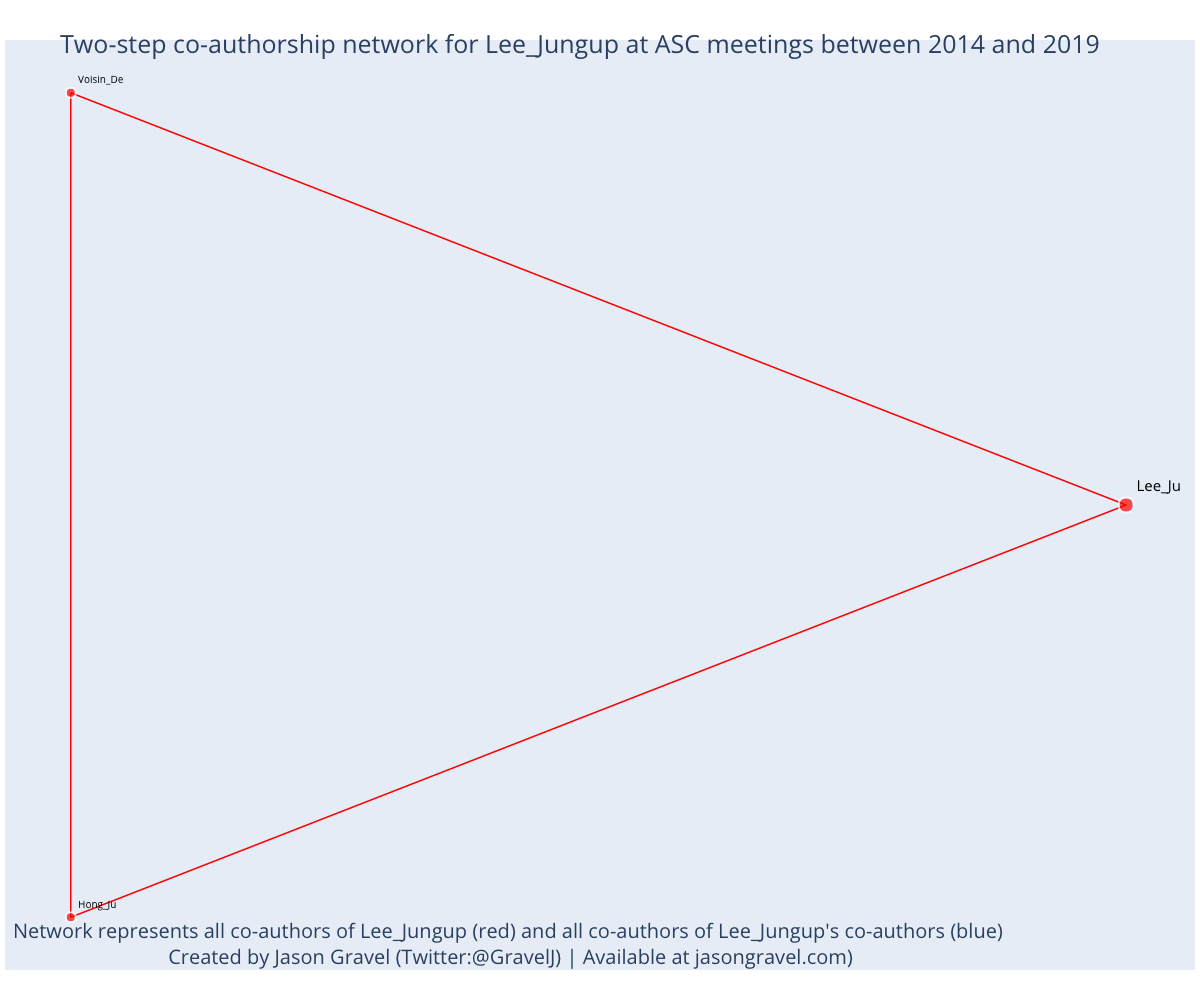 Two-step co-authorship network for Lee_Jungup at ASC meetings between 2014 and 2019
Voisin_De
Lee_Ju
Hong_Ju
Network represents all co-authors of Lee_Jungup (red) and all co-authors of Lee_Jungup's co-authors (blue)
Created by Jason Gravel (Twitter:@GravelJ) | Available at jasongravel.com)